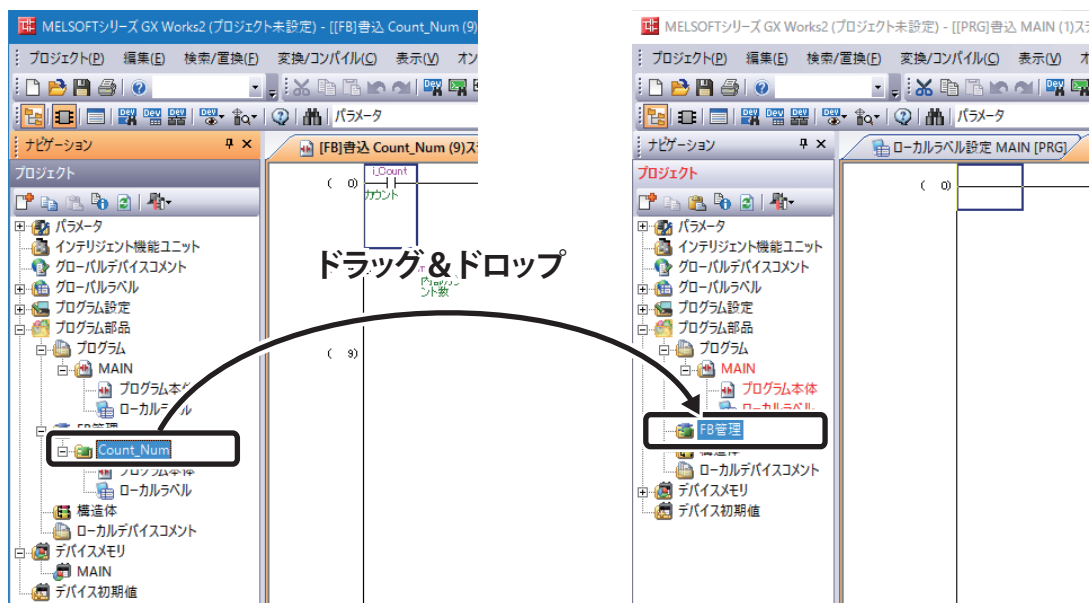 MELSOFTシリーズ GX Works2 (プロジェクト未設定) - [[FB]書込 Count_Num (9)
プロジェクト(P) 編集(E) 検索/置換(F) 変換/コンパイル(C) 表示(V) オン
パラメータ
ナビゲーション
[FB]書込 Count_Num (9)ス
プロジェクト
パラメータ
インテリジェント機能ユニット
グローバルデバイスコメント
グローバルラベル
プログラム設定
プログラム部品
プログラム
MAIN
プログラム本体
ローカルラベル
FB管理
Count_Num
プログラム本体
ローカルラベル
構造体
ローカルデバイスコメント
デバイスメモリ
MAIN
デバイス初期値
( 0)
i_Count
カウント
ント数
( 9)
ドラッグ&ドロップ
MELSOFTシリーズ GX Works2 (プロジェクト未設定) - [[PRG]書込 MAIN (1)ス
プロジェクト(P) 編集(E) 検索/置換(F) 変換/コンパイル(C) 表示(V) オ
パラメータ
ナビゲーション
ローカルラベル設定 MAIN [PRG]
プロジェクト
パラメータ
インテリジェント機能ユニット
グローバルデバイスコメント
グローバルラベル
プログラム設定
プログラム部品
プログラム
MAIN
プログラム本体
ローカルラベル
FB管理
構造体
ローカルデバイスコメント
デバイスメモリ
デバイス初期値
( 0)